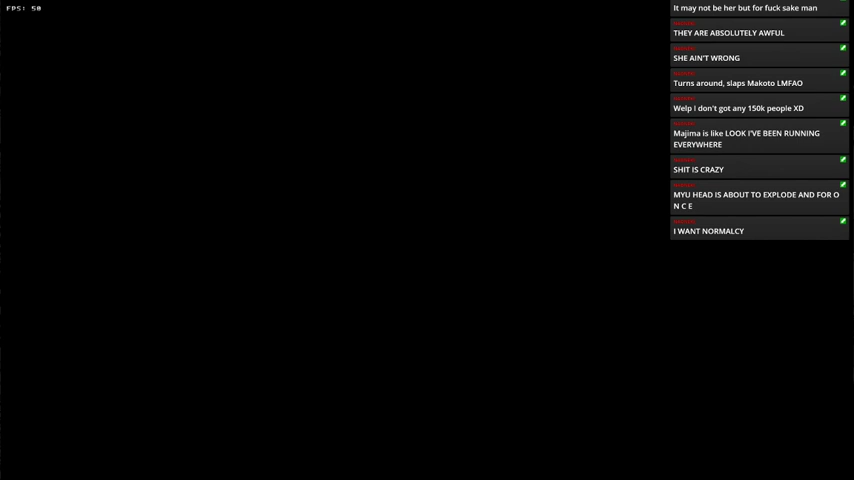 FPS: 50
It may not be her but for fuck sake man
THEY ARE ABSOLUTELY AWFUL
SHE AIN'T WRONG
Turns around, slaps Makoto LMFAO
Welp I don't got any 150k people XD
Majima is like LOOK I'VE BEEN RUNNING
EVERYWHERE
SHIT IS CRAZY
MYU HEAD IS ABOUT TO EXPLODE AND FOR O
N C E
I WANT NORMALCY